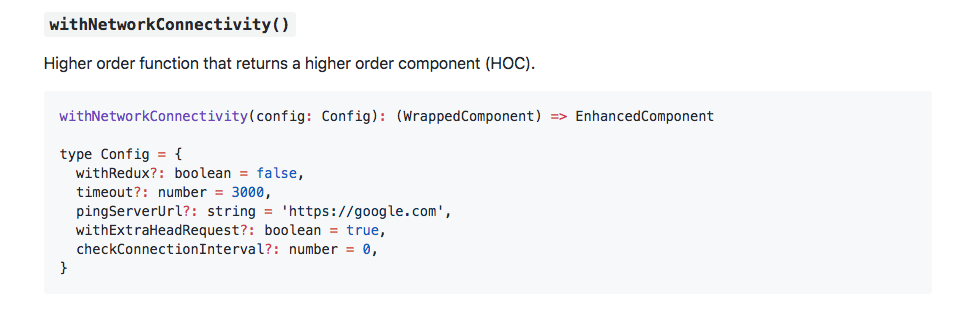 withNetworkConnectivity()
Higher order function that returns a higher order component (HOC).
withNetworkConnectivity(config: Config): (WrappedComponent) => EnhancedComponent
type Config = {
  withRedux?: boolean = false,
  timeout?: number = 3000,
  pingServerUrl?: string = 'https://google.com',
  withExtraHeadRequest?: boolean = true,
  checkConnectionInterval?: number = 0,
}